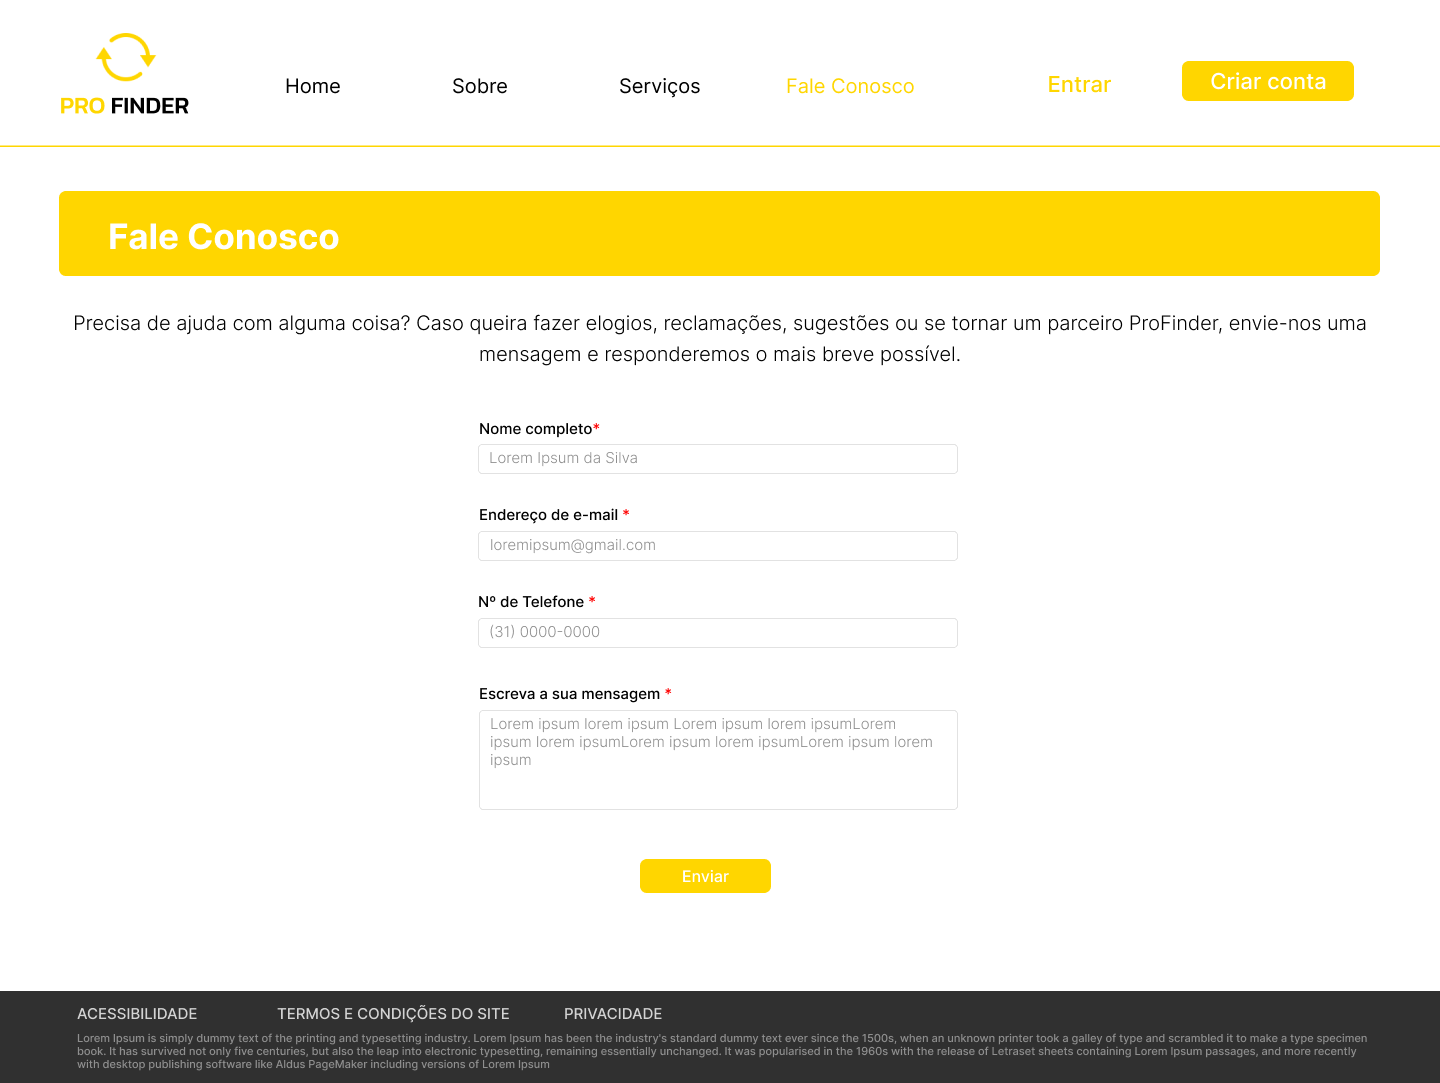 PRO FINDER
Home
Sobre
Serviços
Fale Conosco
Entrar
Criar conta
Fale Conosco
Precisa de ajuda com alguma coisa? Caso queira fazer elogios, reclamações, sugestões ou se tornar um parceiro ProFinder, envie-nos uma
mensagem e responderemos o mais breve possível.
Nome completo*
Lorem Ipsum da Silva
Endereço de e-mail *
loremipsum@gmail.com
Nº de Telefone *
(31) 0000-0000
Escreva a sua mensagem *
Lorem ipsum lorem ipsum Lorem ipsum lorem ipsumLorem
ipsum lorem ipsumLorem ipsum lorem ipsumLorem ipsum lorem
ipsum
Enviar
ACESSIBILIDADE
TERMOS E CONDIÇÕES DO SITE
PRIVACIDADE
Lorem Ipsum is simply dummy text of the printing and typesetting industry. Lorem Ipsum has been the industry's standard dummy text ever since the 1500s, when an unknown printer took a galley of type and scrambled it to make a type specimen
book. It has survived not only five centuries, but also the leap into electronic typesetting, remaining essentially unchanged. It was popularised in the 1960s with the release of Letraset sheets containing Lorem Ipsum passages, and more recently
with desktop publishing software like Aldus PageMaker including versions of Lorem Ipsum